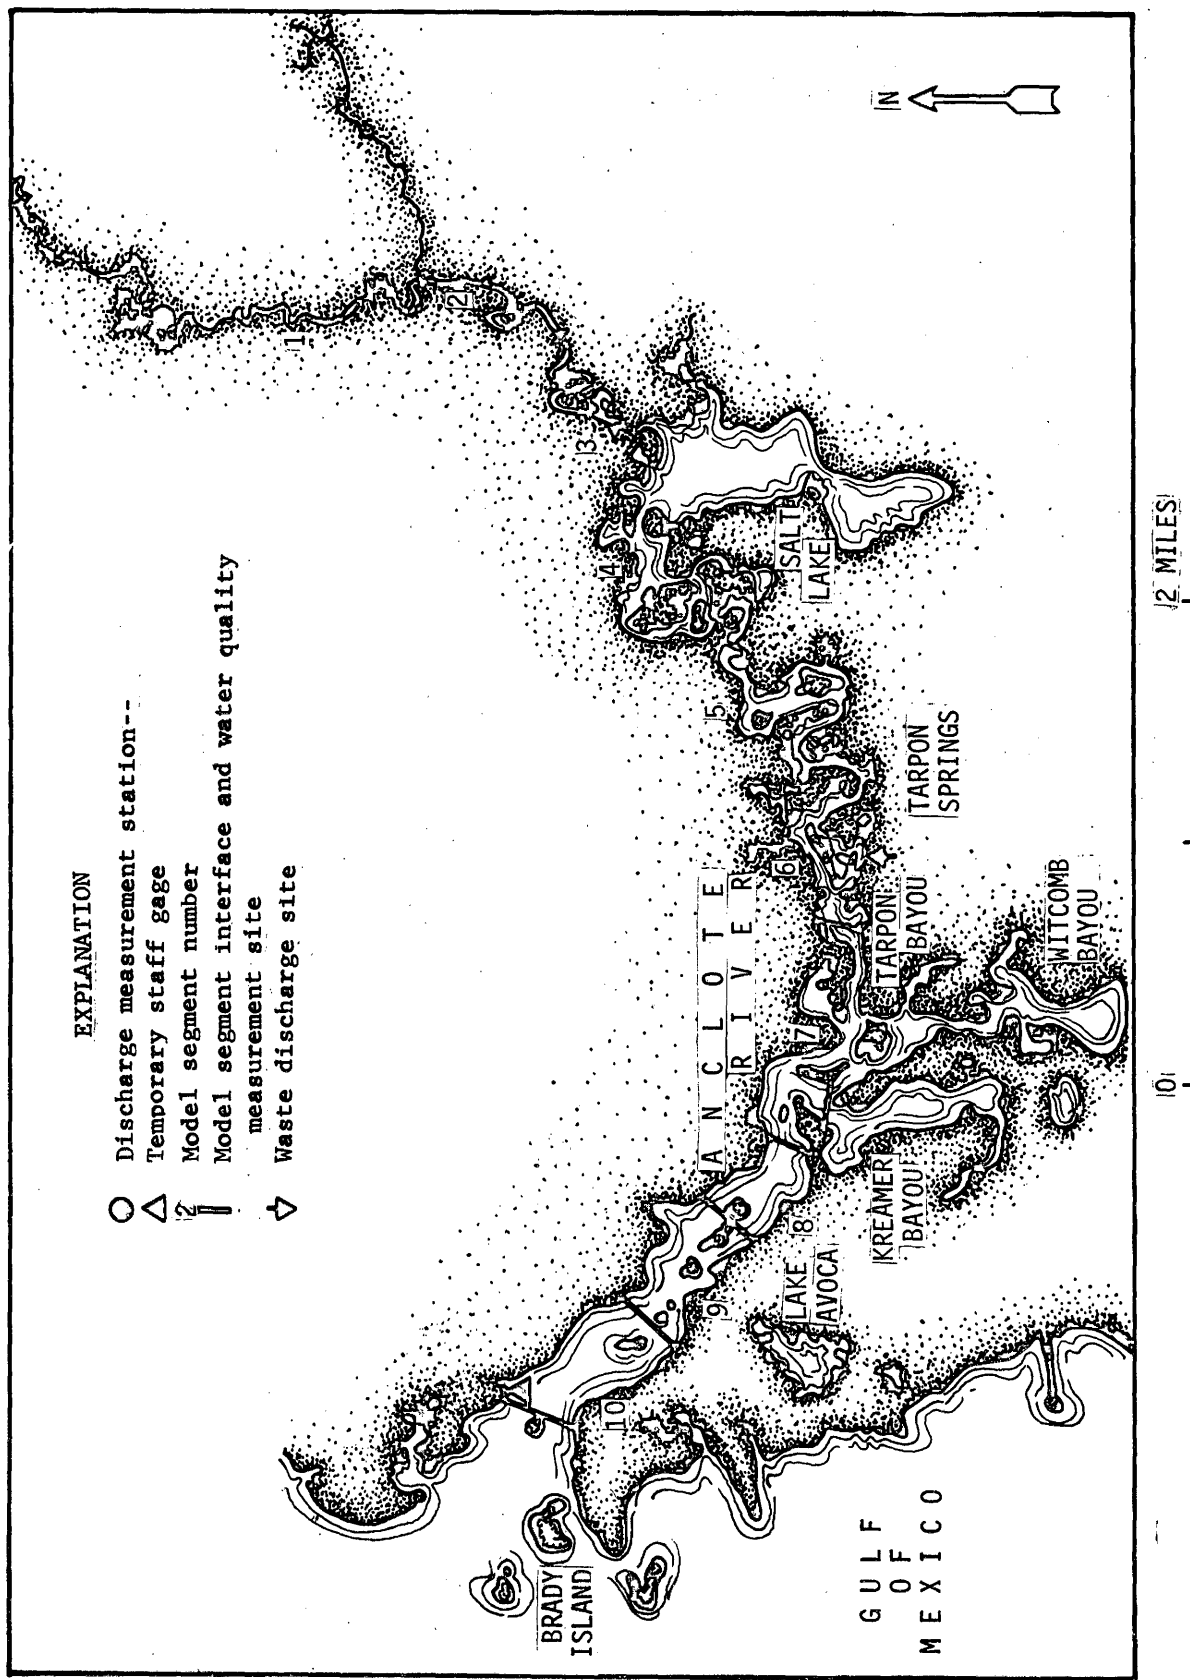 EXPLANATION
Discharge measurement station--
Temporary staff gage
2 Model segment number
Model segment interface and water quality
measurement site
Waste discharge site
N
1
2
3
4
5
6
7
8
9
10
SALT
LAKE
TARPON
SPRINGS
ANCLOTE
RIVER
TARPON
BAYOU
WITCOMB
BAYOU
KREAMER
BAYOU
LAKE
AVOCA
BRADY
ISLAND
GULF
OF
MEXICO
0
2 MILES